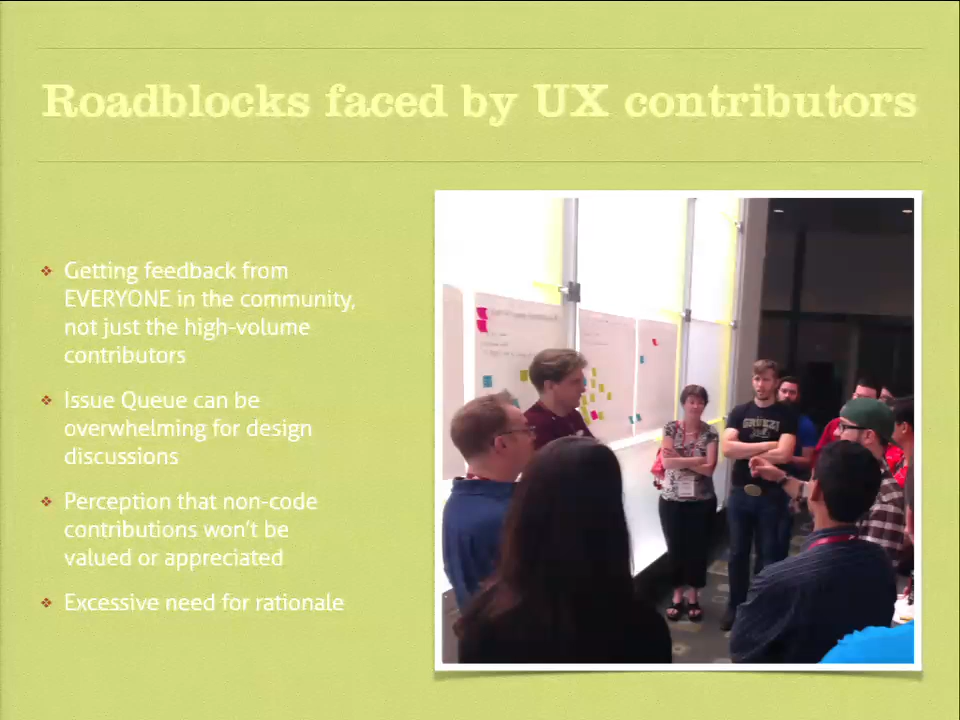 Roadblocks faced by UX contributors
Getting feedback from
EVERYONE in the community,
not just the high-volume
contributors
Issue Queue can be
overwhelming for design
discussions
Perception that non-code
contributions won't be
valued or appreciated
Excessive need for rationale